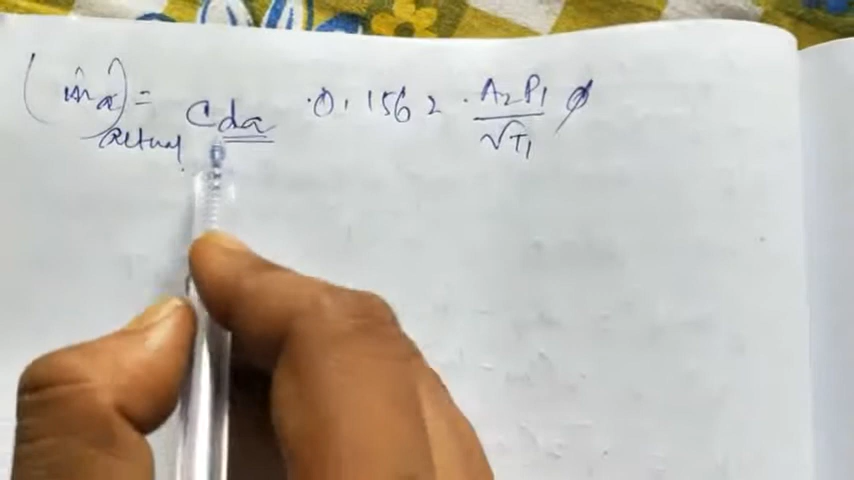 (ṁa)actual = Cda · 0.1562 · A2P1/√T1 φ